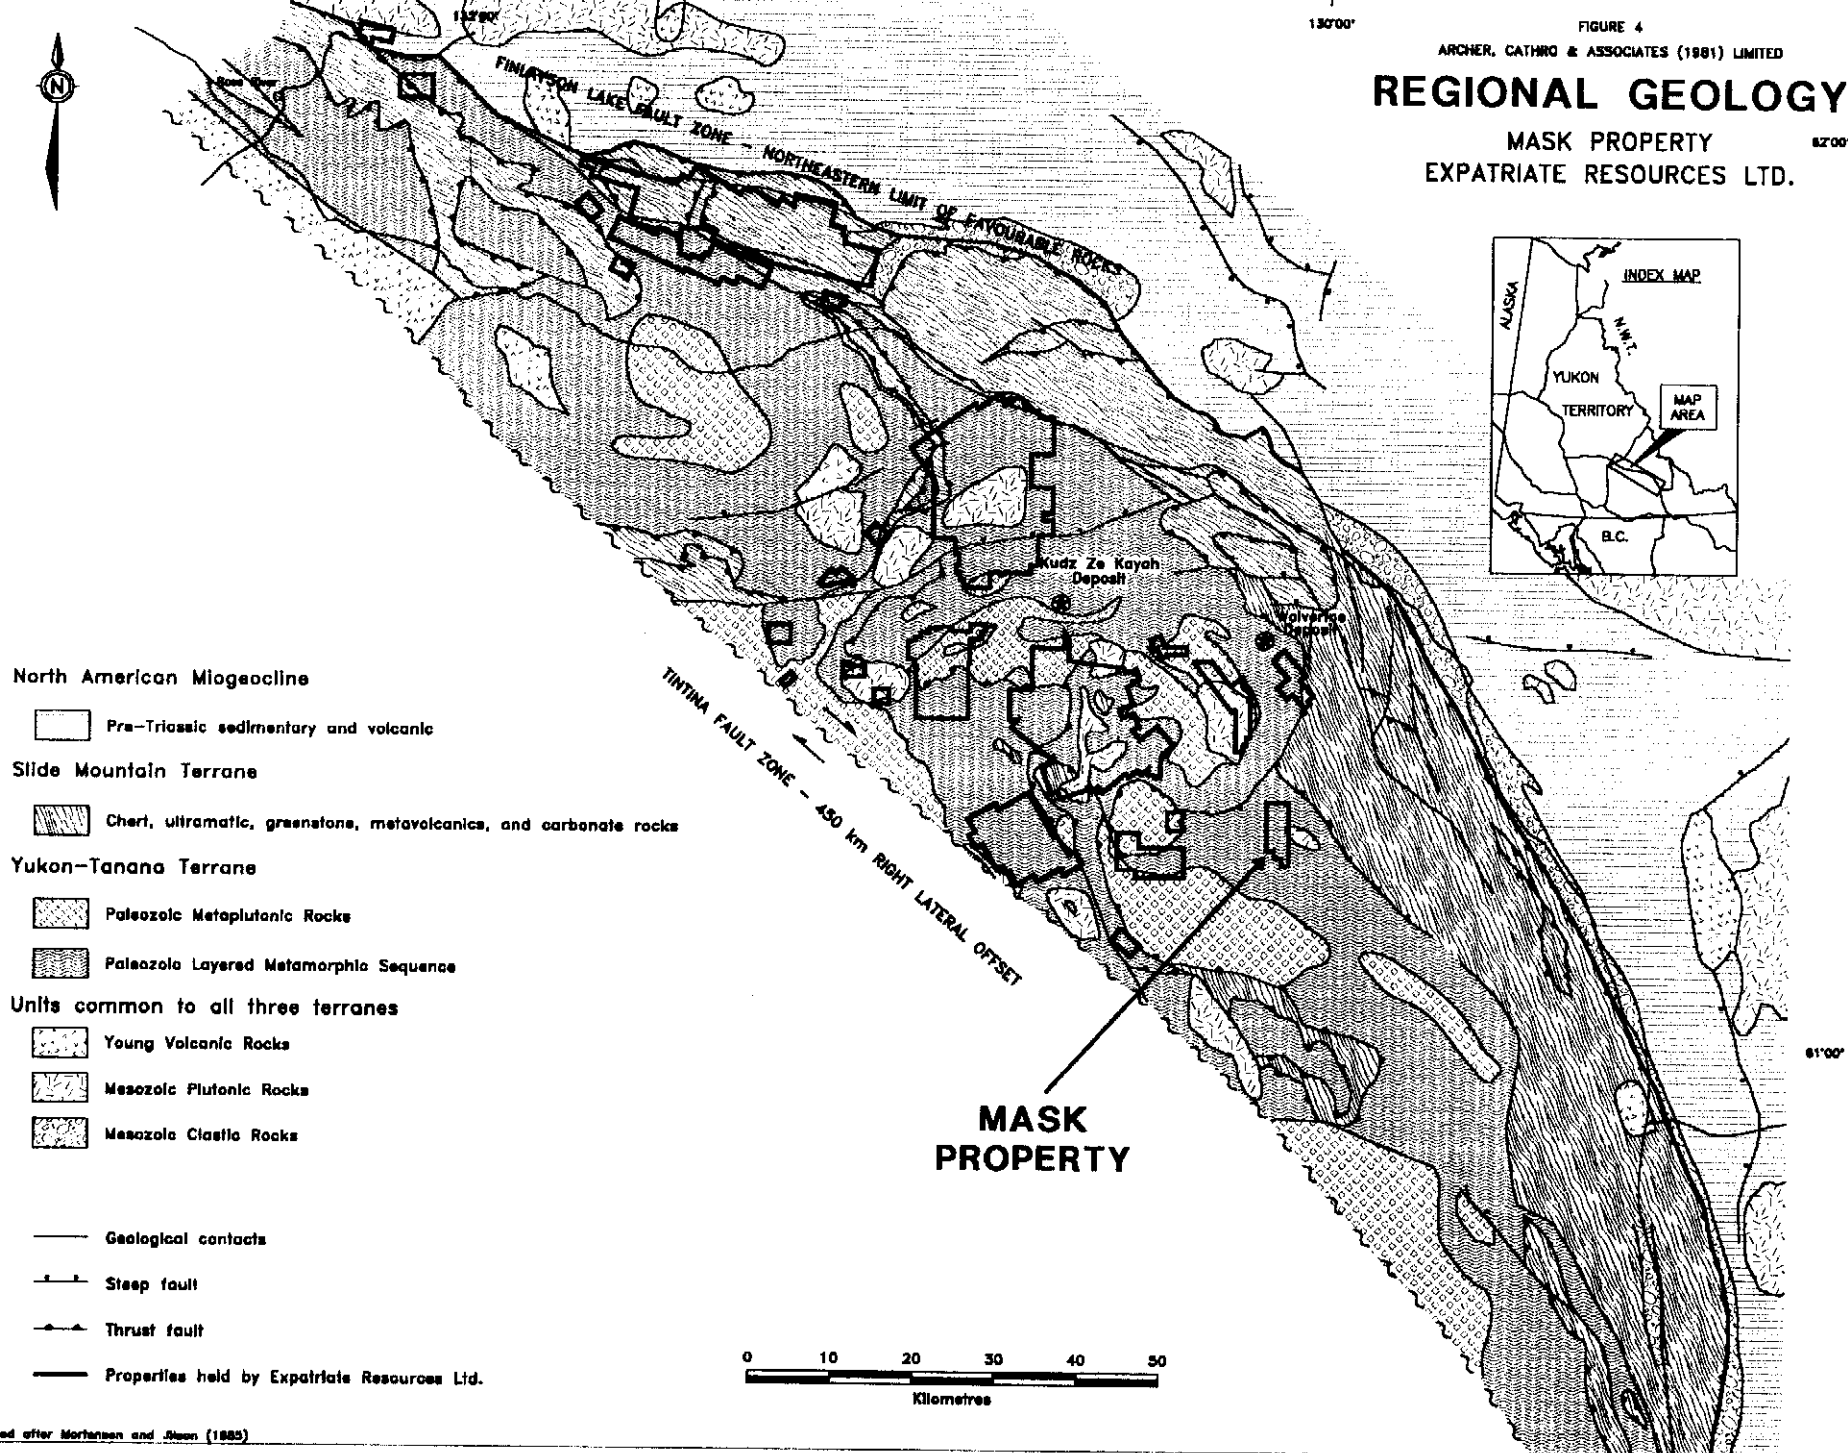 FIGURE 4
ARCHER, CATHRO & ASSOCIATES (1981) LIMITED
REGIONAL GEOLOGY
MASK PROPERTY
EXPATRIATE RESOURCES LTD.
130°00'
62°00'
N
FINLAYSON LAKE FAULT ZONE - NORTHEASTERN LIMIT OF FAVOURABLE ROCKS
INDEX MAP
ALASKA
N.W.T.
YUKON
TERRITORY
MAP
AREA
B.C.
Kudz Ze Kayah
Deposit
Wolverine
Deposit
TINTINA FAULT ZONE - 450 km RIGHT LATERAL OFFSET
North American Miogeocline
Pre-Triassic sedimentary and volcanic
Slide Mountain Terrane
Chert, ultramafic, greenstone, metavolcanics, and carbonate rocks
Yukon-Tanana Terrane
Paleozoic Metaplutonic Rocks
Paleozoic Layered Metamorphic Sequence
Units common to all three terranes
Young Volcanic Rocks
Mesozoic Plutonic Rocks
Mesozoic Clastic Rocks
61°00'
MASK
PROPERTY
Geological contacts
Steep fault
Thrust fault
Properties held by Expatriate Resources Ltd.
0 10 20 30 40 50
Kilometres
after Mortensen and